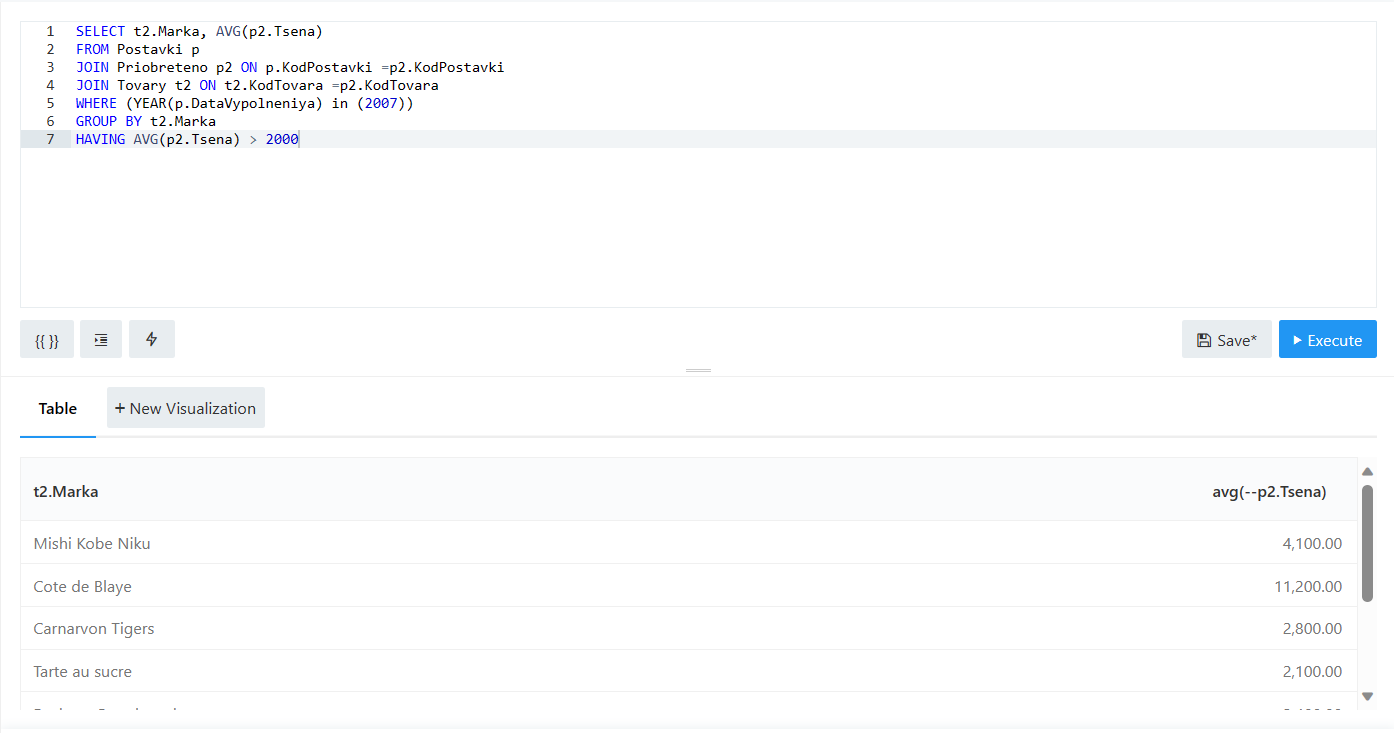 1 SELECT t2.Marka, AVG(p2.Tsena)
2 FROM Postavki p
3 JOIN Priobreteno p2 ON p.KodPostavki =p2.KodPostavki
4 JOIN Tovary t2 ON t2.KodTovara =p2.KodTovara
5 WHERE (YEAR(p.DataVypolneniya) in (2007))
6 GROUP BY t2.Marka
7 HAVING AVG(p2.Tsena) > 2000
{{ }} Save* Execute
Table + New Visualization
t2.Marka avg(--p2.Tsena)
Mishi Kobe Niku 4,100.00
Cote de Blaye 11,200.00
Carnarvon Tigers 2,800.00
Tarte au sucre 2,100.00